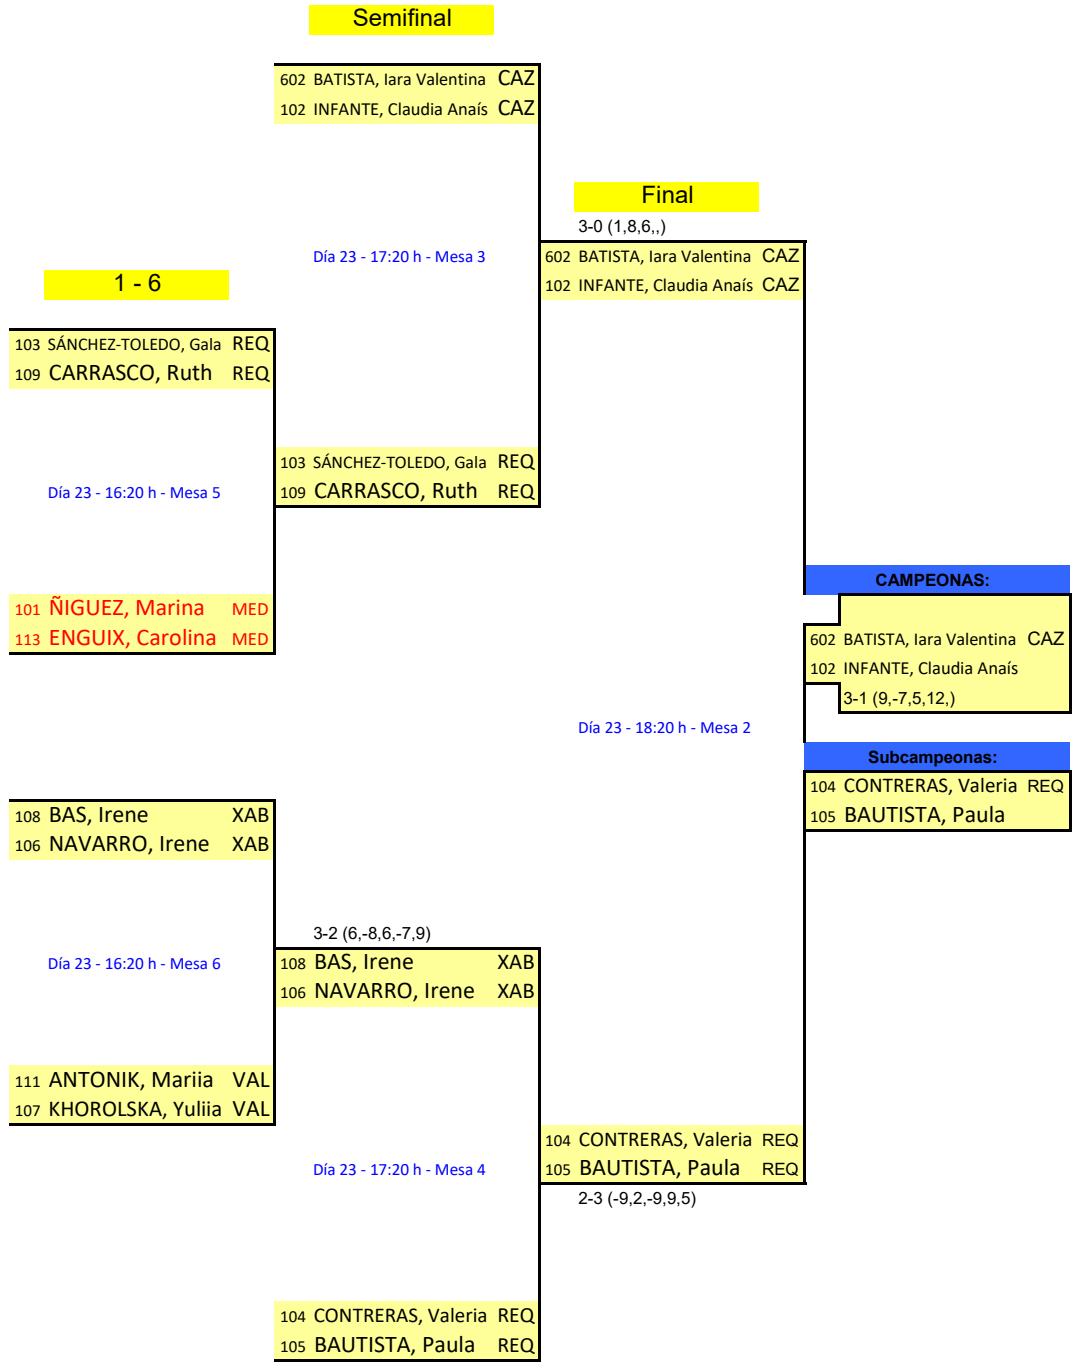 Semifinal
602 BATISTA, Iara Valentina CAZ
102 INFANTE, Claudia Anaís CAZ
Final
3-0 (1,8,6,,)
Día 23 - 17:20 h - Mesa 3
602 BATISTA, Iara Valentina CAZ
102 INFANTE, Claudia Anaís CAZ
1 - 6
103 SÁNCHEZ-TOLEDO, Gala REQ
109 CARRASCO, Ruth REQ
103 SÁNCHEZ-TOLEDO, Gala REQ
109 CARRASCO, Ruth REQ
Día 23 - 16:20 h - Mesa 5
CAMPEONAS:
101 ÑIGUEZ, Marina MED
113 ENGUIX, Carolina MED
602 BATISTA, Iara Valentina CAZ
102 INFANTE, Claudia Anaís
3-1 (9,-7,5,12,)
Día 23 - 18:20 h - Mesa 2
Subcampeonas:
104 CONTRERAS, Valeria REQ
105 BAUTISTA, Paula
108 BAS, Irene XAB
106 NAVARRO, Irene XAB
3-2 (6,-8,6,-7,9)
Día 23 - 16:20 h - Mesa 6
108 BAS, Irene XAB
106 NAVARRO, Irene XAB
111 ANTONIK, Mariia VAL
107 KHOROLSKA, Yuliia VAL
104 CONTRERAS, Valeria REQ
105 BAUTISTA, Paula REQ
Día 23 - 17:20 h - Mesa 4
2-3 (-9,2,-9,9,5)
104 CONTRERAS, Valeria REQ
105 BAUTISTA, Paula REQ